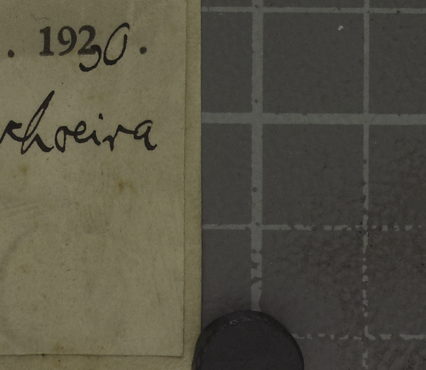 . 1930.
choeira